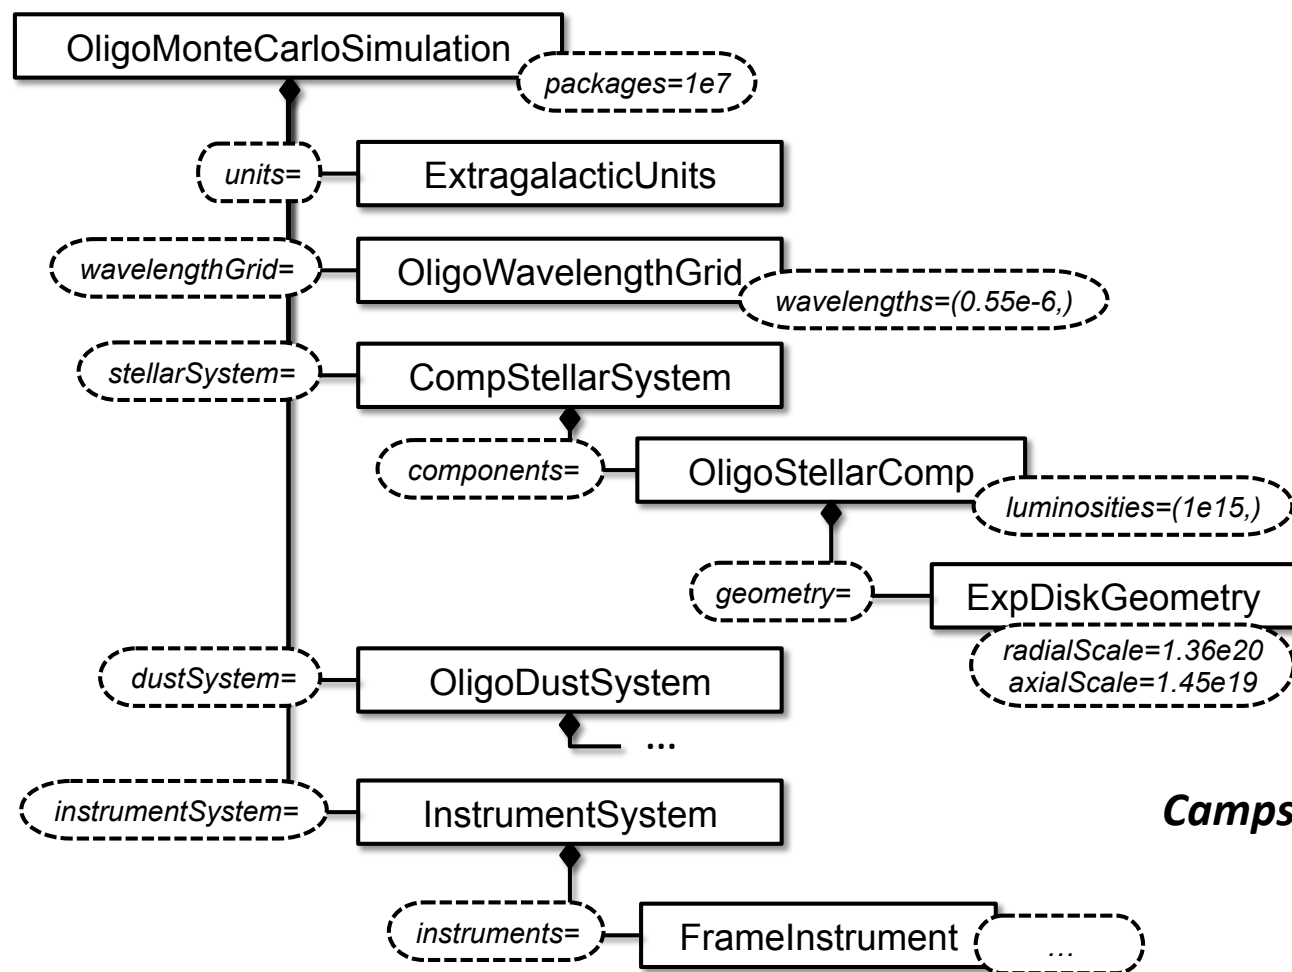 OligoMonteCarloSimulation
packages=1e7
units=
ExtragalacticUnits
wavelengthGrid=
OligoWavelengthGrid
wavelengths=(0.55e-6,)
stellarSystem=
CompStellarSystem
components=
OligoStellarComp
luminosities=(1e15,)
geometry=
ExpDiskGeometry
radialScale=1.36e20
axialScale=1.45e19
dustSystem=
OligoDustSystem
...
instrumentSystem=
InstrumentSystem
Camps
instruments=
FrameInstrument
...